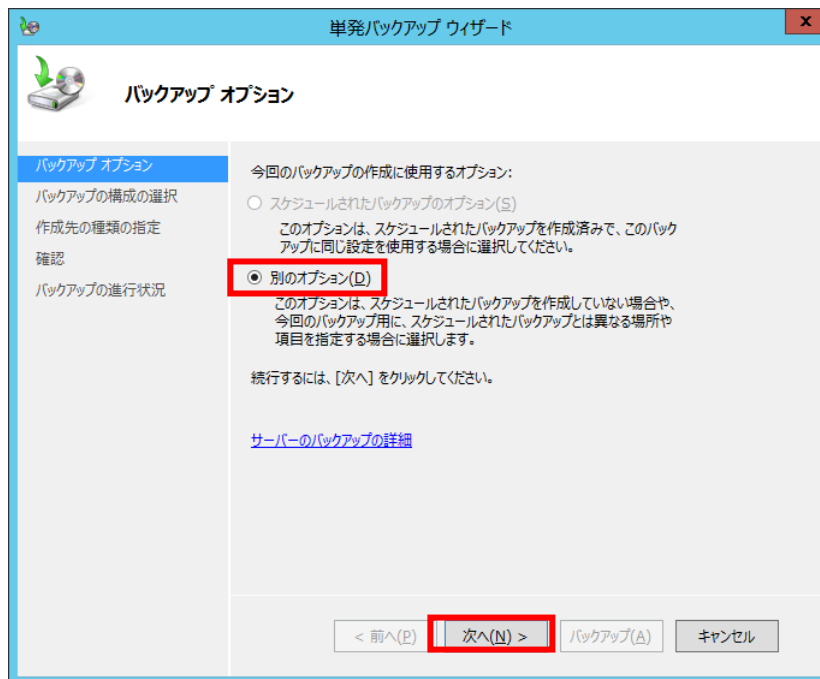 単発バックアップ ウィザード
x
バックアップ オプション
バックアップ オプション
バックアップの構成の選択
作成先の種類の指定
確認
バックアップの進行状況
今回のバックアップの作成に使用するオプション:
スケジュールされたバックアップのオプション(S)
このオプションは、スケジュールされたバックアップを作成済みで、このバック
アップに同じ設定を使用する場合に選択してください。
別のオプション(D)
このオプションは、スケジュールされたバックアップを作成していない場合や、
今回のバックアップ用に、スケジュールされたバックアップとは異なる場所や
項目を指定する場合に選択します。
続行するには、[次へ] をクリックしてください。
サーバーのバックアップの詳細
< 前へ(P)
次へ(N) >
バックアップ(A)
キャンセル